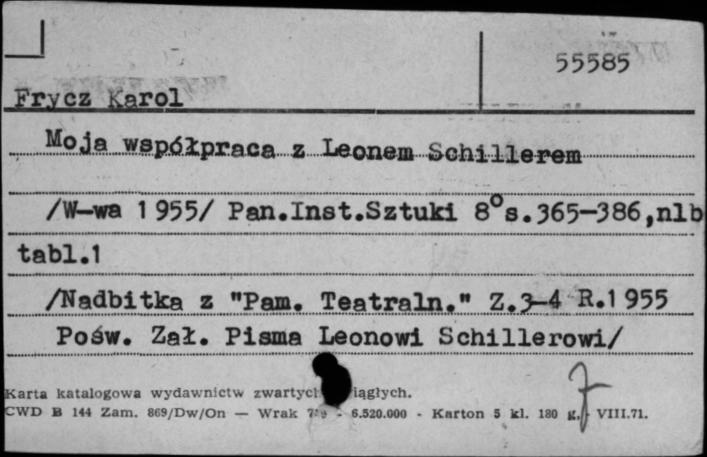 55585
Frycz Karol
Moja współpraca z Leonem Schillerem
/W-wa 1955/ Pan.Inst.Sztuki 8° s.365-386,nlb
tabl.1
/Nadbitka z "Pam. Teatraln." Z.3-4 R.1955
Pośw. Zał. Pisma Leonowi Schillerowi/
Karta katalogowa wydawnictw
CWD B 144 Zam. 869/Dw/On — Wrak - 6.520.000 - Karton 5 kl. 180 g. VIII.71.